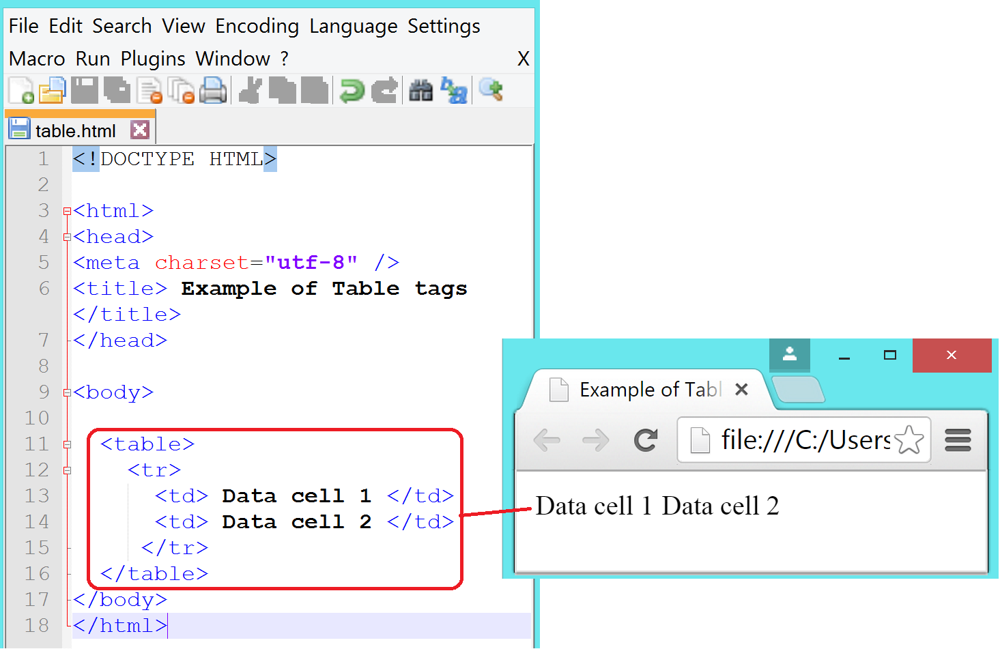 File Edit Search View Encoding Language Settings
Macro Run Plugins Window ? X
table.html
1 <!DOCTYPE HTML>
2
3 <html>
4 <head>
5 <meta charset="utf-8" />
6 <title> Example of Table tags
</title>
7 </head>
8
9 <body>
10
11 <table>
12 <tr>
13 <td> Data cell 1 </td>
14 <td> Data cell 2 </td>
15 </tr>
16 </table>
17 </body>
18 </html>
Example of Tabl
file:///C:/Users
Data cell 1 Data cell 2